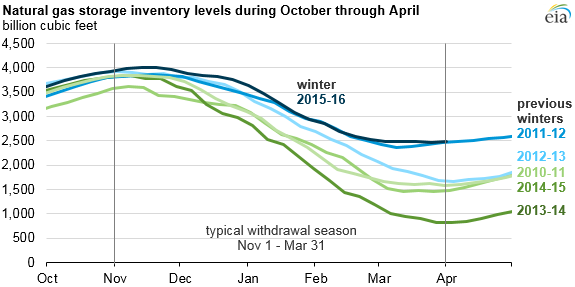 Natural gas storage inventory levels during October through April
billion cubic feet
eia
4,500
4,000
3,500
3,000
2,500
2,000
1,500
1,000
500
0
winter
2015-16
previous
winters
2011-12
2012-13
2010-11
2014-15
2013-14
typical withdrawal season
Nov 1 - Mar 31
Oct Nov Dec Jan Feb Mar Apr